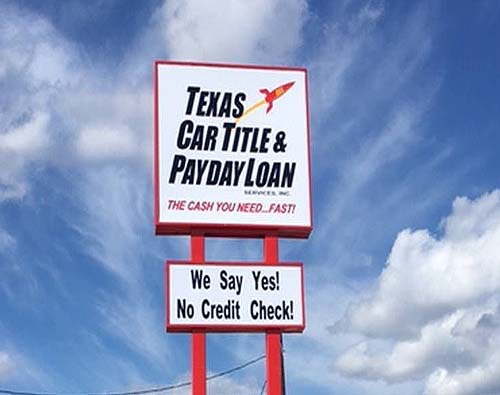 TEXAS
CAR TITLE &
PAYDAY LOAN
SERVICES, INC.
THE CASH YOU NEED...FAST!
We Say Yes!
No Credit Check!